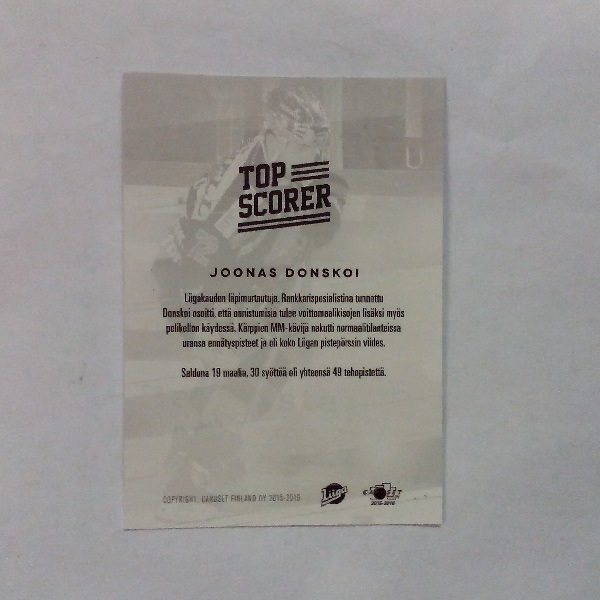 TOP
SCORER
JOONAS DONSKOI
Liigakauden läpimurtautuja. Rankkarispesialistina tunnettu
Donskoi osoitti, että onnistumisia tulee voittomaalikisojen lisäksi myös
pelikellon käydessä. Kärppien MM-kävijä nakutti normaalitilanteissa
uransa ennätyspisteet ja oli koko Liigan pistepörssin viides.
Saldona 19 maalia, 30 syöttöä eli yhteensä 49 tehopistettä.
COPYRIGHT: CARDSET FINLAND OY 2015-2016
Liiga
CARDSET
2015-2016